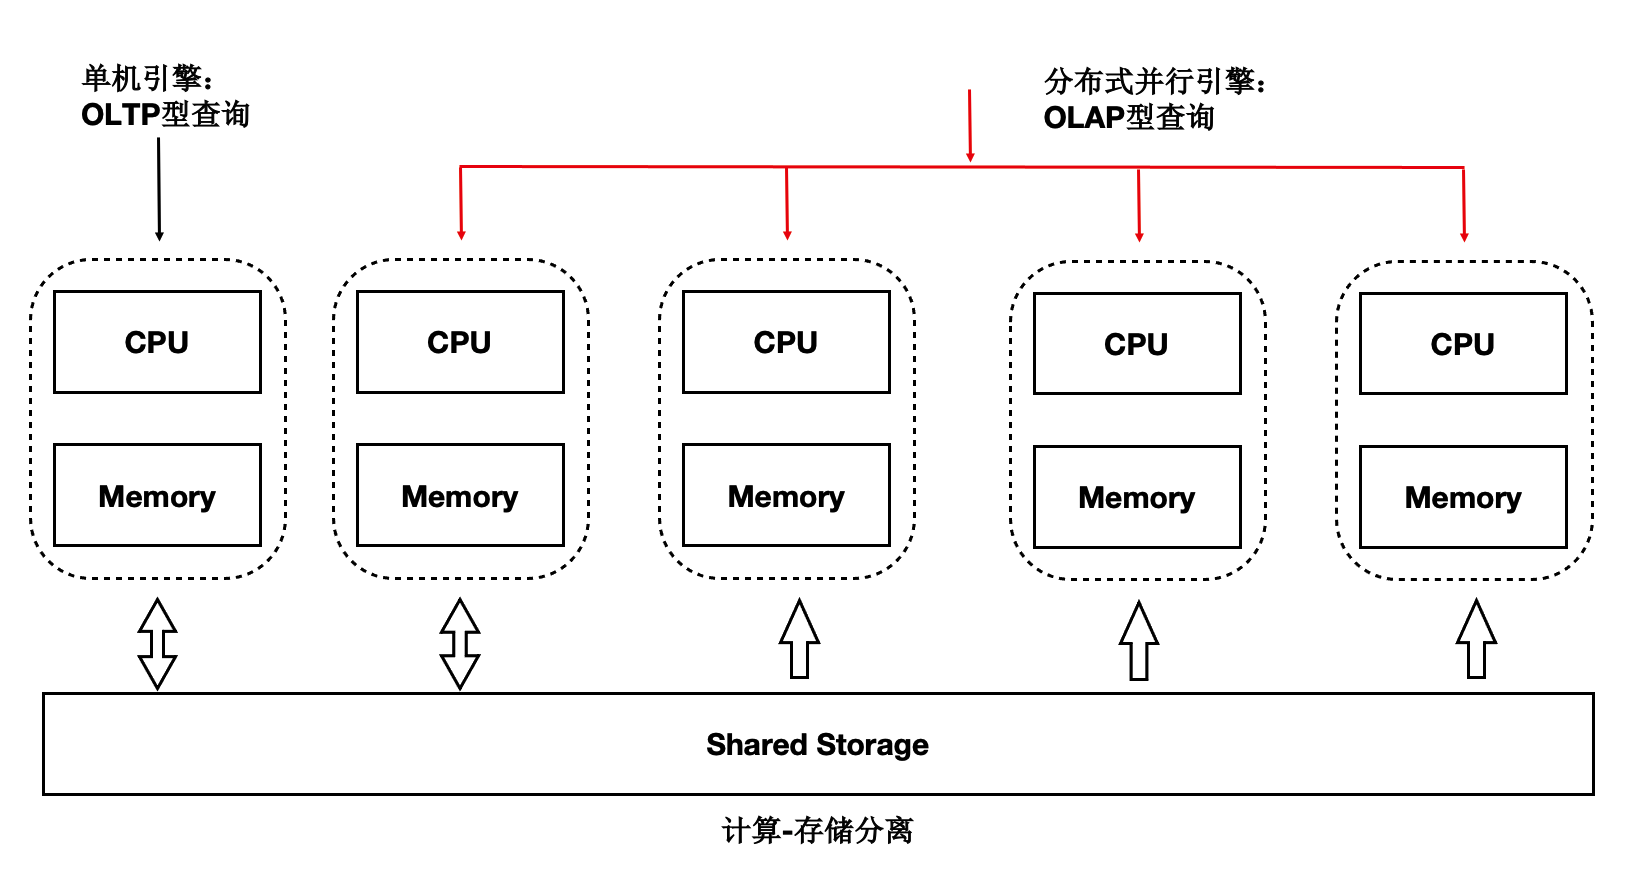 单机引擎：
OLTP型查询
分布式并行引擎：
OLAP型查询
CPU
CPU
CPU
CPU
CPU
Memory
Memory
Memory
Memory
Memory
Shared Storage
计算-存储分离